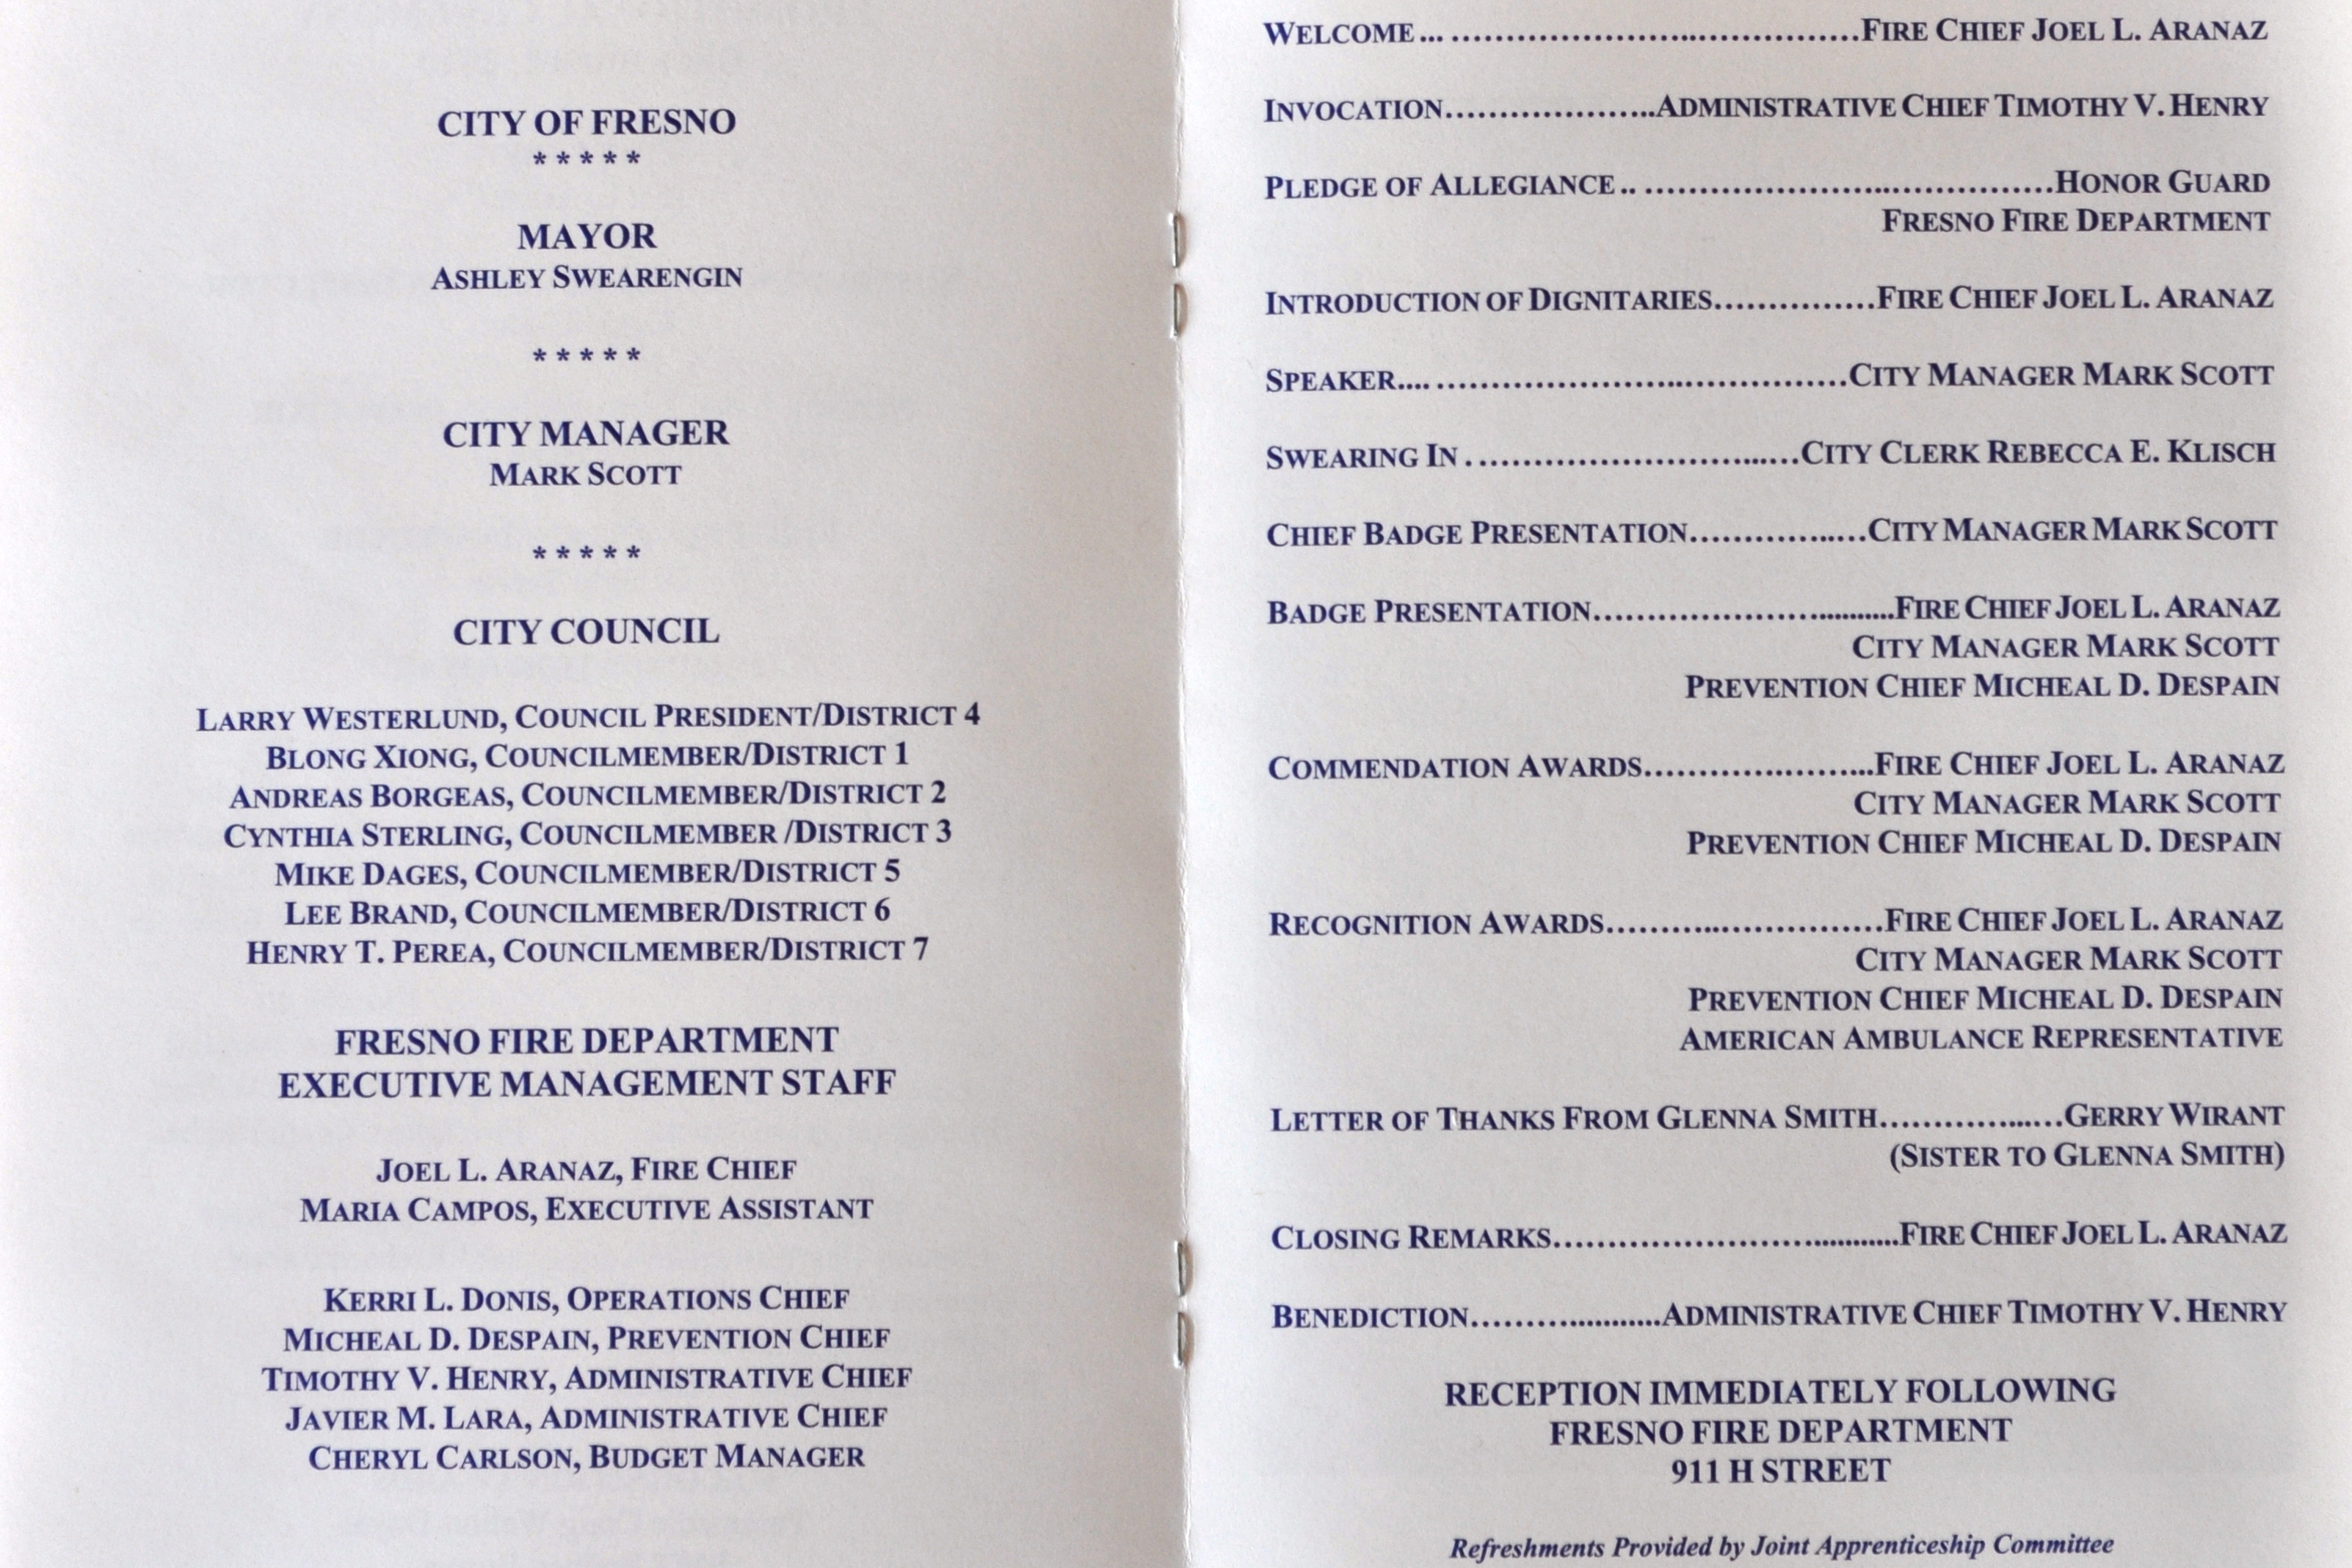 CITY OF FRESNO
* * * * *
MAYOR
ASHLEY SWEARENGIN
* * * * *
CITY MANAGER
MARK SCOTT
* * * * *
CITY COUNCIL
LARRY WESTERLUND, COUNCIL PRESIDENT/DISTRICT 4
BLONG XIONG, COUNCILMEMBER/DISTRICT 1
ANDREAS BORGEAS, COUNCILMEMBER/DISTRICT 2
CYNTHIA STERLING, COUNCILMEMBER /DISTRICT 3
MIKE DAGES, COUNCILMEMBER/DISTRICT 5
LEE BRAND, COUNCILMEMBER/DISTRICT 6
HENRY T. PEREA, COUNCILMEMBER/DISTRICT 7
FRESNO FIRE DEPARTMENT
EXECUTIVE MANAGEMENT STAFF
JOEL L. ARANAZ, FIRE CHIEF
MARIA CAMPOS, EXECUTIVE ASSISTANT
KERRI L. DONIS, OPERATIONS CHIEF
MICHEAL D. DESPAIN, PREVENTION CHIEF
TIMOTHY V. HENRY, ADMINISTRATIVE CHIEF
JAVIER M. LARA, ADMINISTRATIVE CHIEF
CHERYL CARLSON, BUDGET MANAGER
WELCOME... ................................FIRE CHIEF JOEL L. ARANAZ
INVOCATION......................ADMINISTRATIVE CHIEF TIMOTHY V. HENRY
PLEDGE OF ALLEGIANCE.. ................................HONOR GUARD
FRESNO FIRE DEPARTMENT
INTRODUCTION OF DIGNITARIES...............FIRE CHIEF JOEL L. ARANAZ
SPEAKER.... ................................CITY MANAGER MARK SCOTT
SWEARING IN ...............................CITY CLERK REBECCA E. KLISCH
CHIEF BADGE PRESENTATION.................CITY MANAGER MARK SCOTT
BADGE PRESENTATION..............................FIRE CHIEF JOEL L. ARANAZ
CITY MANAGER MARK SCOTT
PREVENTION CHIEF MICHEAL D. DESPAIN
COMMENDATION AWARDS......................FIRE CHIEF JOEL L. ARANAZ
CITY MANAGER MARK SCOTT
PREVENTION CHIEF MICHEAL D. DESPAIN
RECOGNITION AWARDS..........................FIRE CHIEF JOEL L. ARANAZ
CITY MANAGER MARK SCOTT
PREVENTION CHIEF MICHEAL D. DESPAIN
AMERICAN AMBULANCE REPRESENTATIVE
LETTER OF THANKS FROM GLENNA SMITH.................GERRY WIRANT
(SISTER TO GLENNA SMITH)
CLOSING REMARKS..................................FIRE CHIEF JOEL L. ARANAZ
BENEDICTION....................ADMINISTRATIVE CHIEF TIMOTHY V. HENRY
RECEPTION IMMEDIATELY FOLLOWING
FRESNO FIRE DEPARTMENT
911 H STREET
Refreshments Provided by Joint Apprenticeship Committee